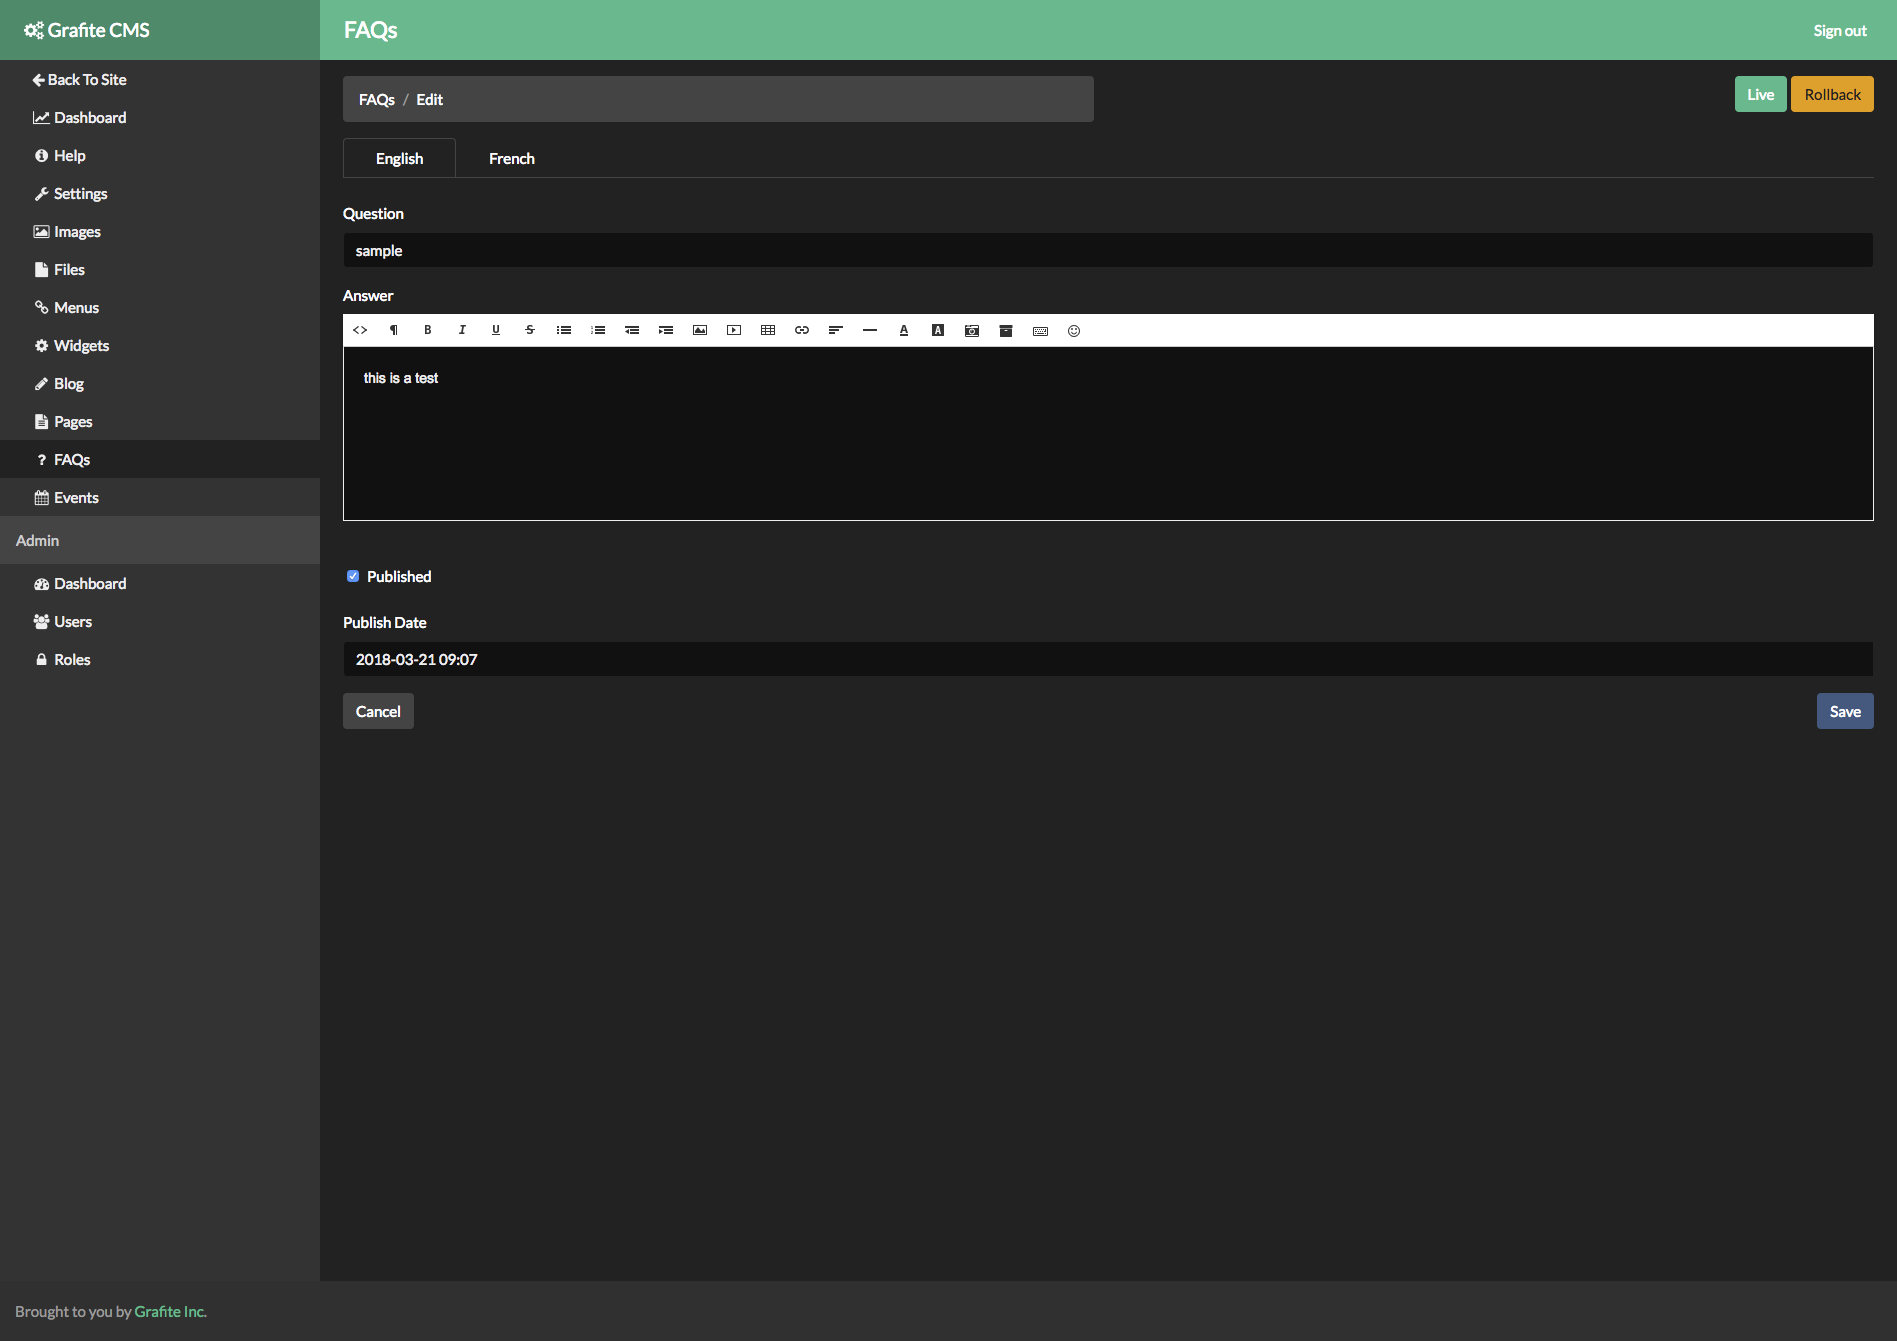 Grafite CMS
FAQs
Sign out
Back To Site
Dashboard
Help
Settings
Images
Files
Menus
Widgets
Blog
Pages
FAQs
Events
Admin
Dashboard
Users
Roles
FAQs / Edit
Live
Rollback
English
French
Question
sample
Answer
this is a test
Published
Publish Date
2018-03-21 09:07
Cancel
Save
Brought to you by Grafite Inc.